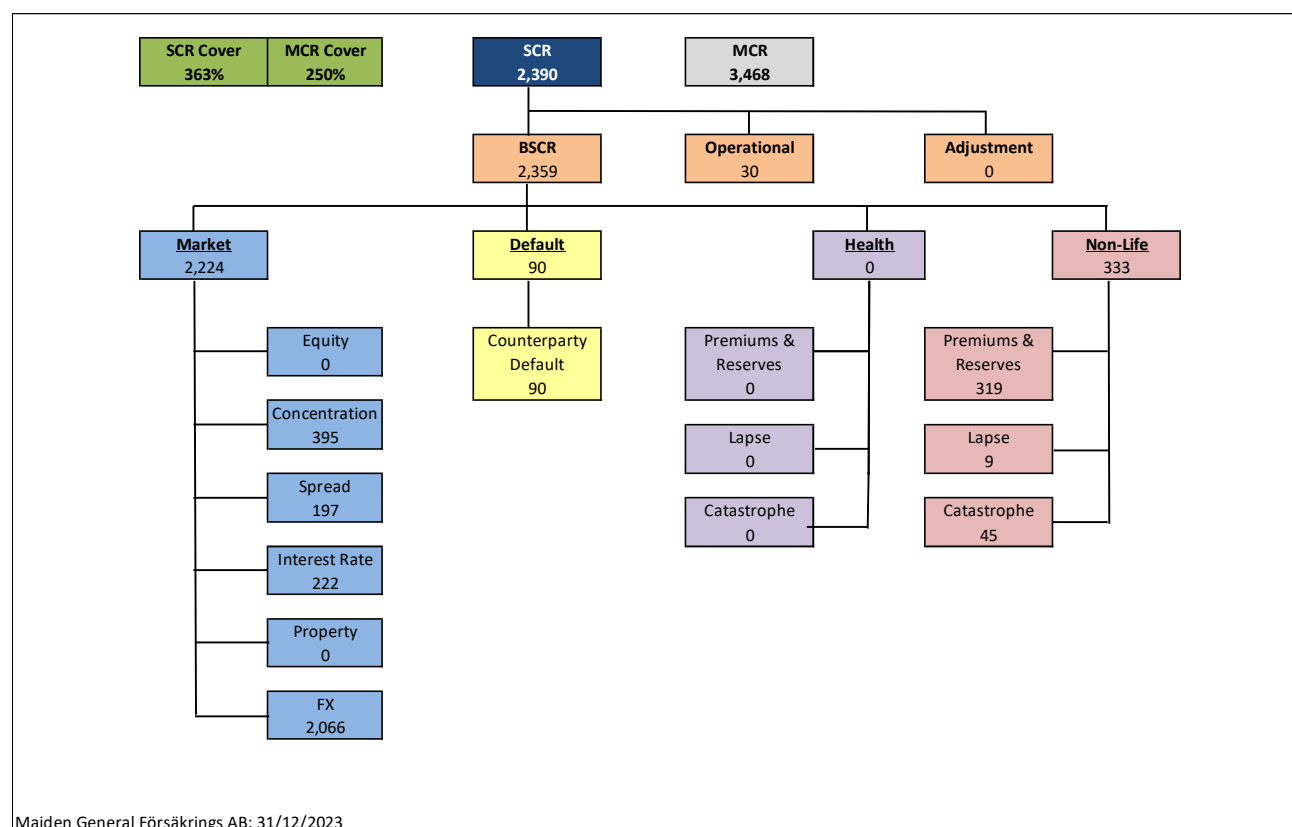 SCR Cover
363%
MCR Cover
250%
SCR
2,390
MCR
3,468
BSCR
2,359
Operational
30
Adjustment
0
Market
2,224
Default
90
Health
0
Non-Life
333
Equity
0
Concentration
395
Spread
197
Interest Rate
222
Property
0
FX
2,066
Counterparty
Default
90
Premiums &
Reserves
0
Lapse
0
Catastrophe
0
Premiums &
Reserves
319
Lapse
9
Catastrophe
45
Maiden General Försäkrings AB: 31/12/2023